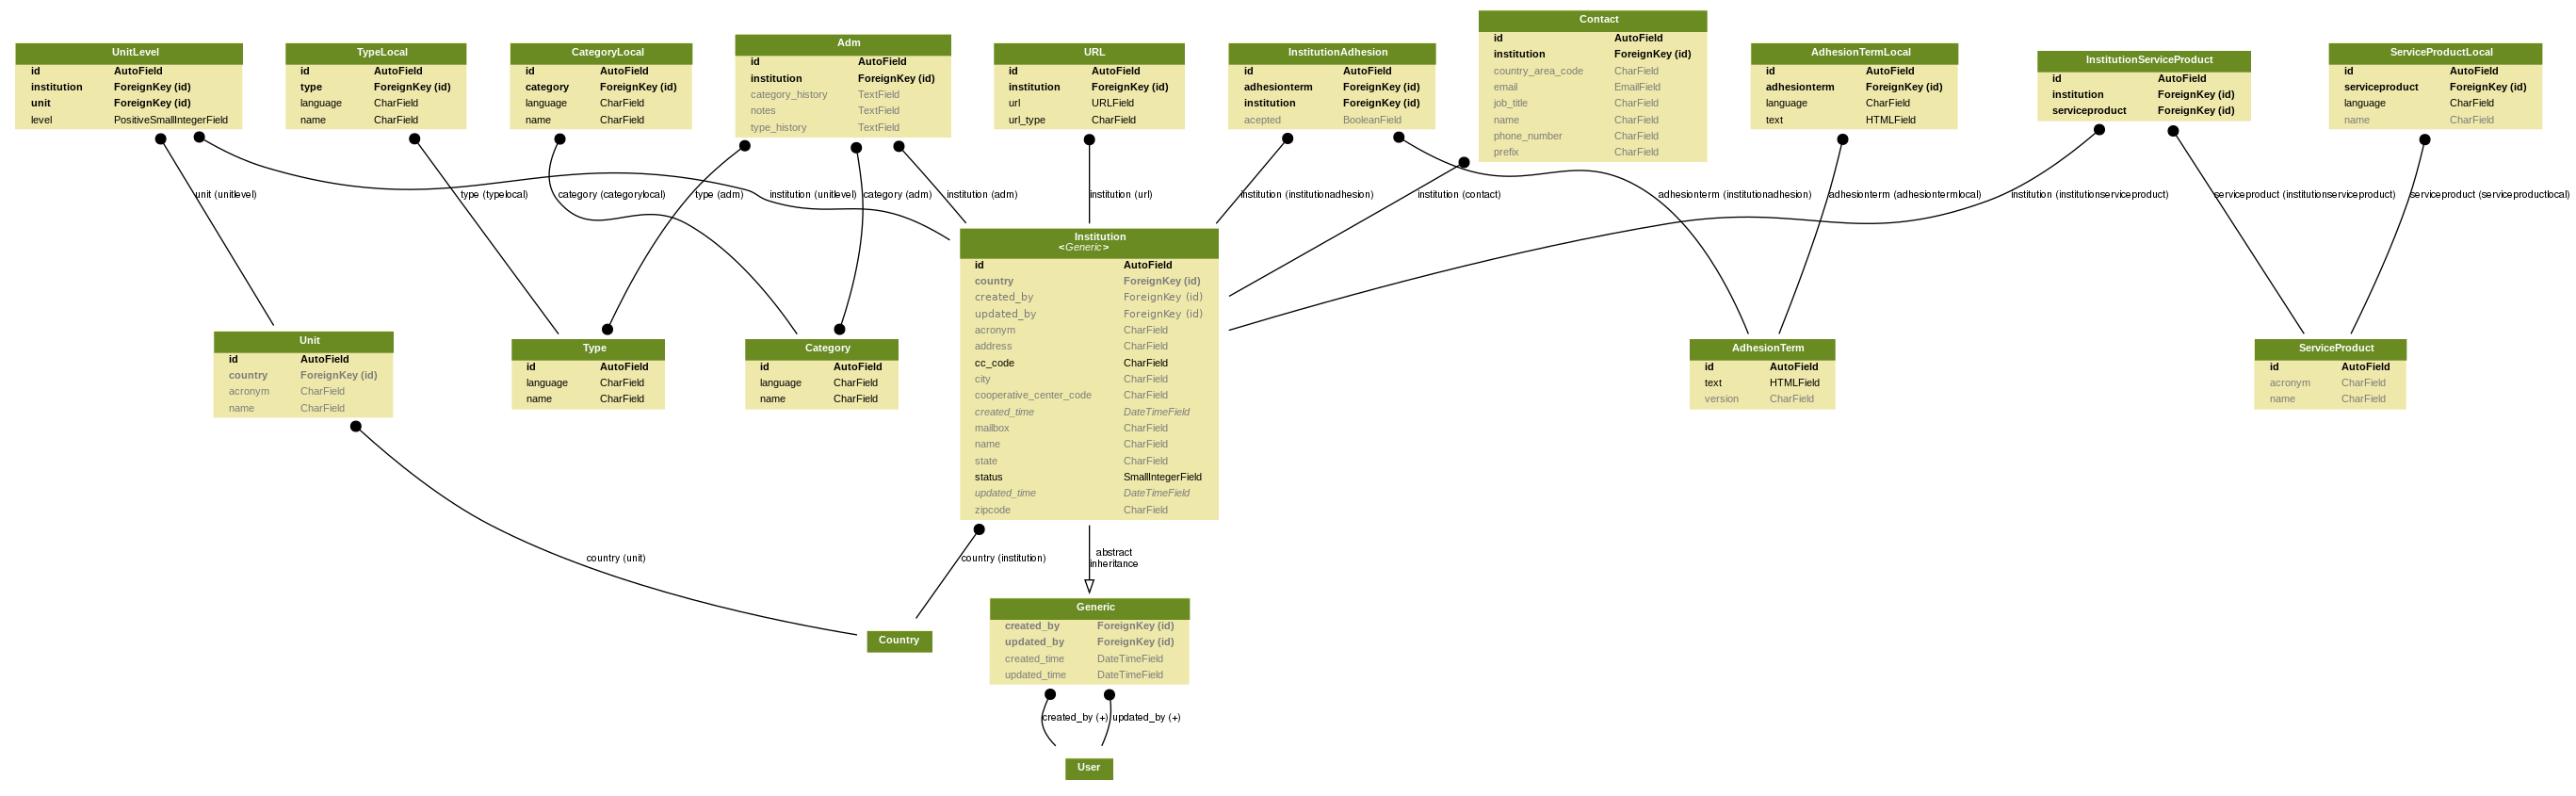 UnitLevel
id AutoField
institution ForeignKey (id)
unit ForeignKey (id)
level PositiveSmallIntegerField
TypeLocal
id AutoField
type ForeignKey (id)
language CharField
name CharField
CategoryLocal
id AutoField
category ForeignKey (id)
language CharField
name CharField
Adm
id AutoField
institution ForeignKey (id)
category_history TextField
notes TextField
type_history TextField
URL
id AutoField
institution ForeignKey (id)
url URLField
url_type CharField
InstitutionAdhesion
id AutoField
adhesionterm ForeignKey (id)
institution ForeignKey (id)
acepted BooleanField
Contact
id AutoField
institution ForeignKey (id)
country_area_code CharField
email EmailField
job_title CharField
name CharField
phone_number CharField
prefix CharField
AdhesionTermLocal
id AutoField
adhesionterm ForeignKey (id)
language CharField
text HTMLField
InstitutionServiceProduct
id AutoField
institution ForeignKey (id)
serviceproduct ForeignKey (id)
ServiceProductLocal
id AutoField
serviceproduct ForeignKey (id)
language CharField
name CharField
unit (unitlevel)
type (typelocal)
category (categorylocal)
type (adm)
institution (unitlevel)
category (adm)
institution (adm)
institution (url)
institution (institutionadhesion)
institution (contact)
adhesionterm (institutionadhesion)
adhesionterm (adhesiontermlocal)
institution (institutionserviceproduct)
serviceproduct (institutionserviceproduct)
serviceproduct (serviceproductlocal)
Institution
<Generic>
id AutoField
country ForeignKey (id)
created_by ForeignKey (id)
updated_by ForeignKey (id)
acronym CharField
address CharField
cc_code CharField
city CharField
cooperative_center_code CharField
created_time DateTimeField
mailbox CharField
name CharField
state CharField
status SmallIntegerField
updated_time DateTimeField
zipcode CharField
Unit
id AutoField
country ForeignKey (id)
acronym CharField
name CharField
Type
id AutoField
language CharField
name CharField
Category
id AutoField
language CharField
name CharField
AdhesionTerm
id AutoField
text HTMLField
version CharField
ServiceProduct
id AutoField
acronym CharField
name CharField
country (unit)
country (institution)
abstract
inheritance
Country
Generic
created_by ForeignKey (id)
updated_by ForeignKey (id)
created_time DateTimeField
updated_time DateTimeField
created_by (+)
updated_by (+)
User